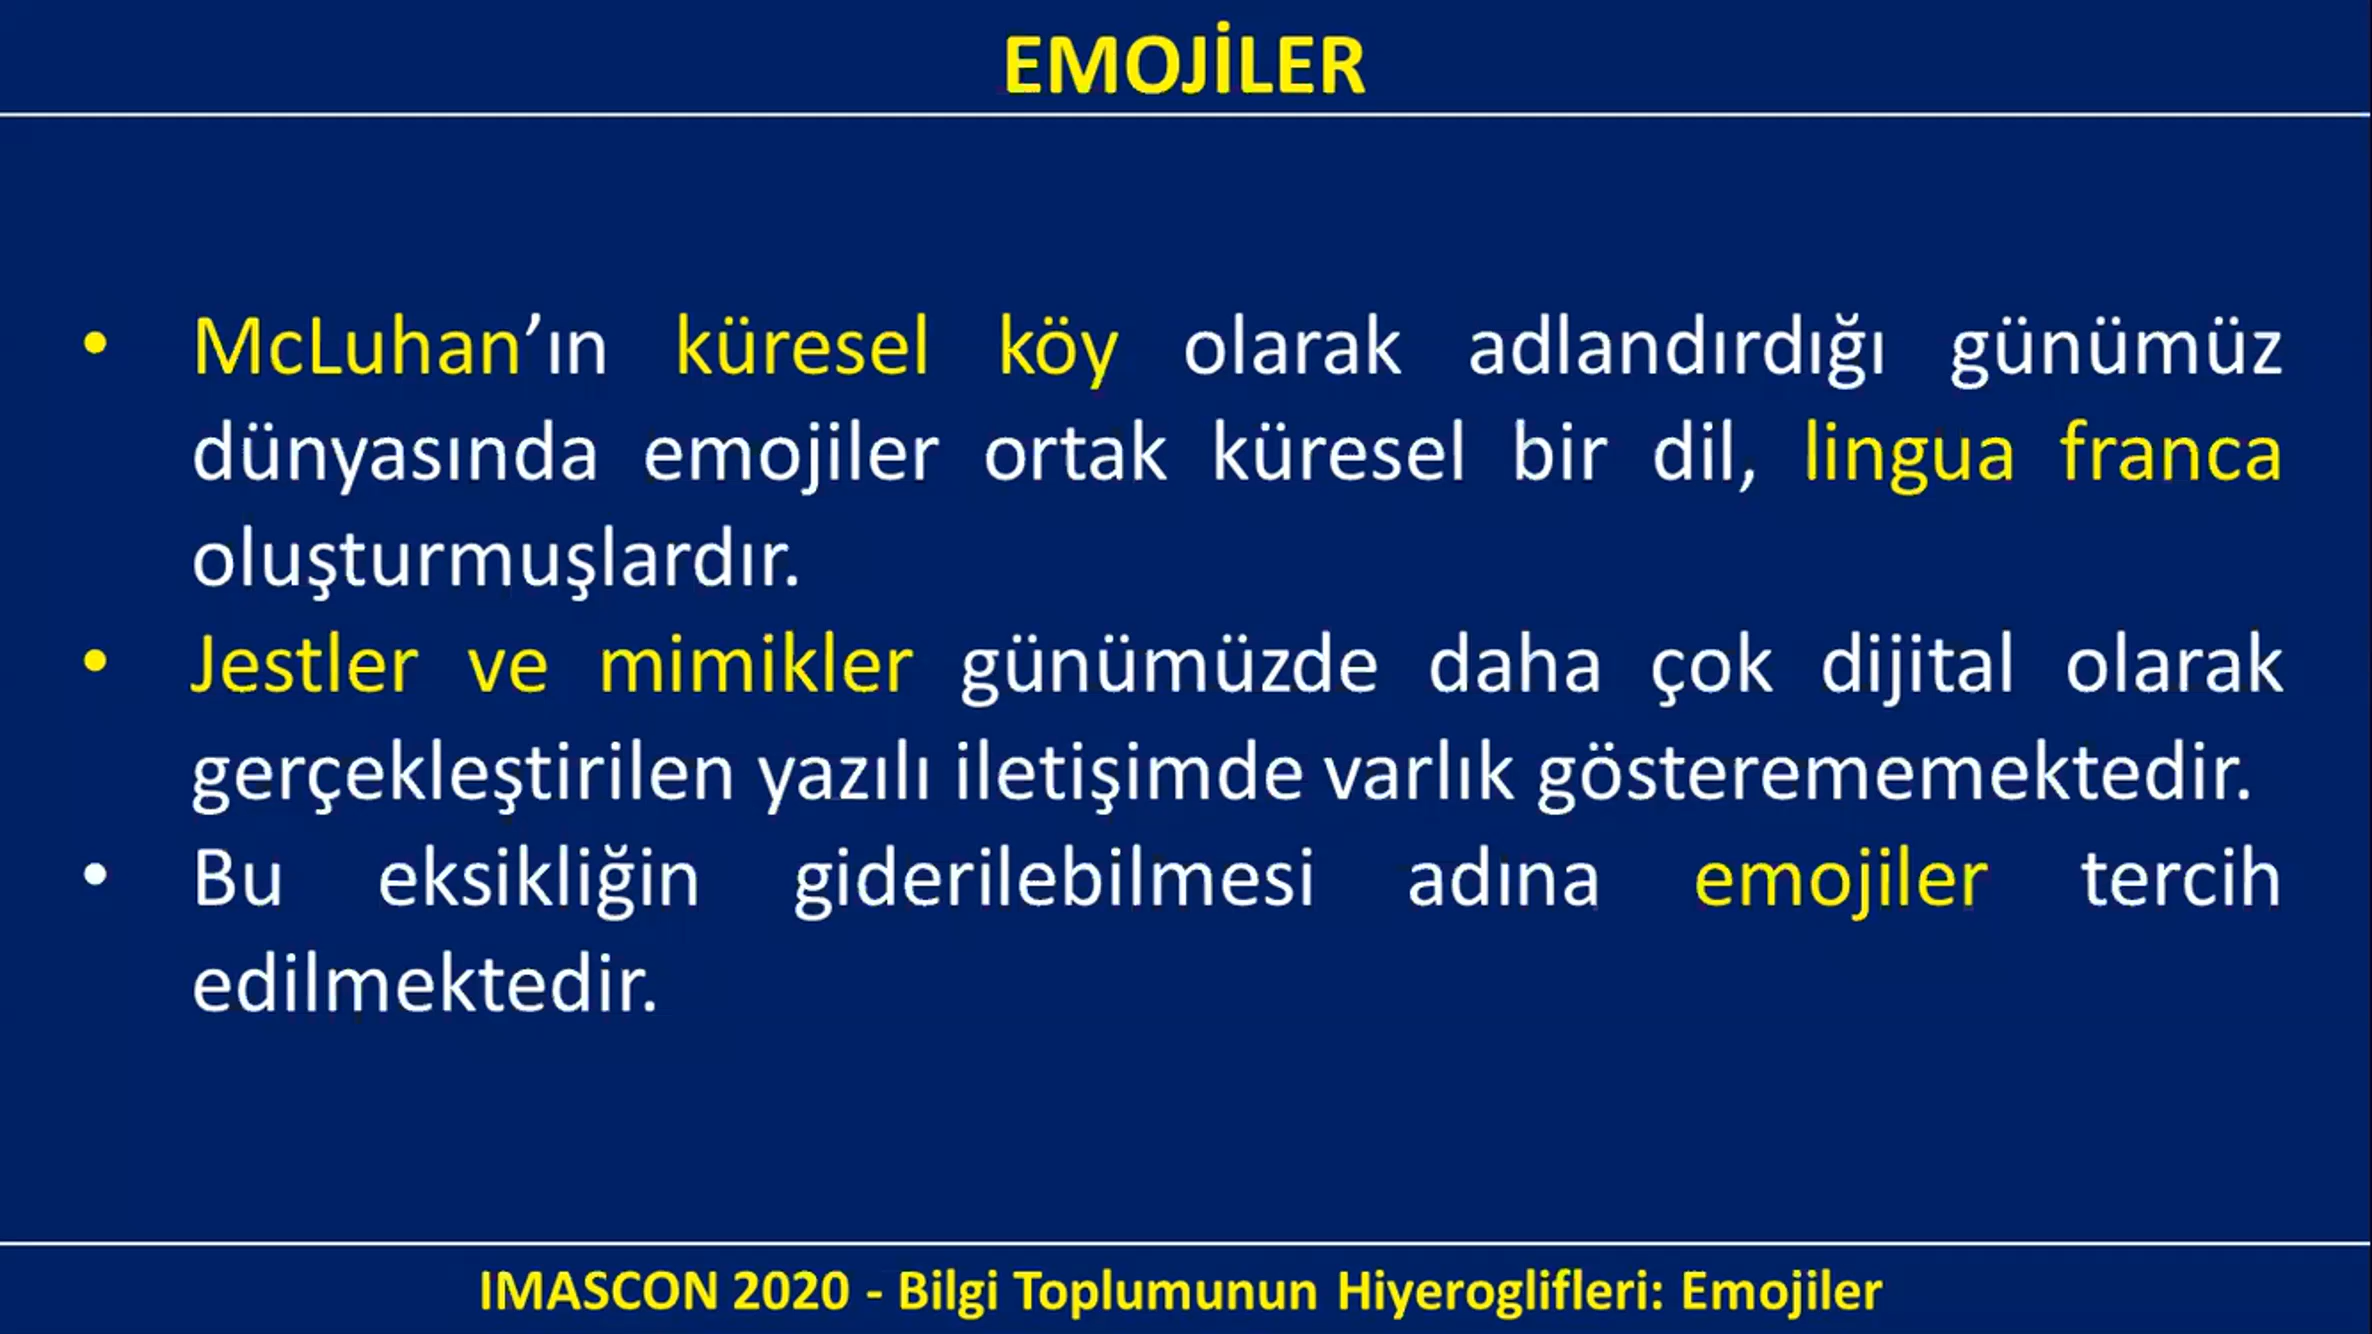 EMOJİLER
• McLuhan’ın küresel köy olarak adlandırdığı günümüz
dünyasında emojiler ortak küresel bir dil, lingua franca
oluşturmuşlardır.
• Jestler ve mimikler günümüzde daha çok dijital olarak
gerçekleştirilen yazılı iletişimde varlık gösterememektedir.
• Bu eksikliğin giderilebilmesi adına emojiler tercih
edilmektedir.
IMASCON 2020 - Bilgi Toplumunun Hiyeroglifleri: Emojiler